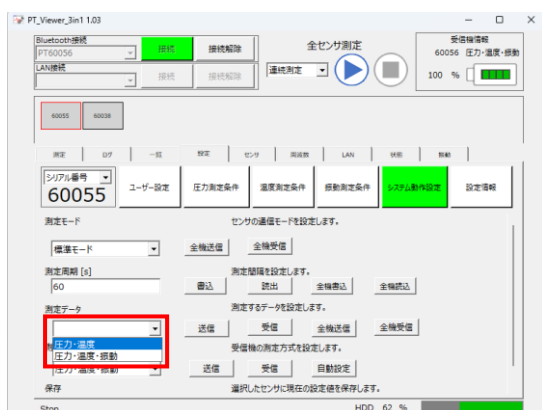 PT_Viewer_3in1 1.03
Bluetooth接続
PT60056
接続
接続解除
LAN接続
接続
接続解除
全センサ測定
連続測定
受信機情報
60056 圧力・温度・振動
100 %
60055
60038
測定
ログ
一覧
設定
センサ
周波数
LAN
状態
無線
シリアル番号
60055
ユーザー設定
圧力測定条件
温度測定条件
振動測定条件
システム動作設定
設定情報
測定モード
センサの通信モードを設定します。
標準モード
全機送信
全機受信
測定周期 [s]
測定間隔を設定します。
60
書込
読出
全機書込
全機読込
測定データ
測定するデータを設定します。
送信
受信
全機送信
全機受信
圧力・温度
圧力・温度・振動
受信機の測定方式を設定します。
圧力・温度・振動
送信
受信
自動設定
保存
選択したセンサに現在の設定値を保存します。
Stop
HDD 62 %